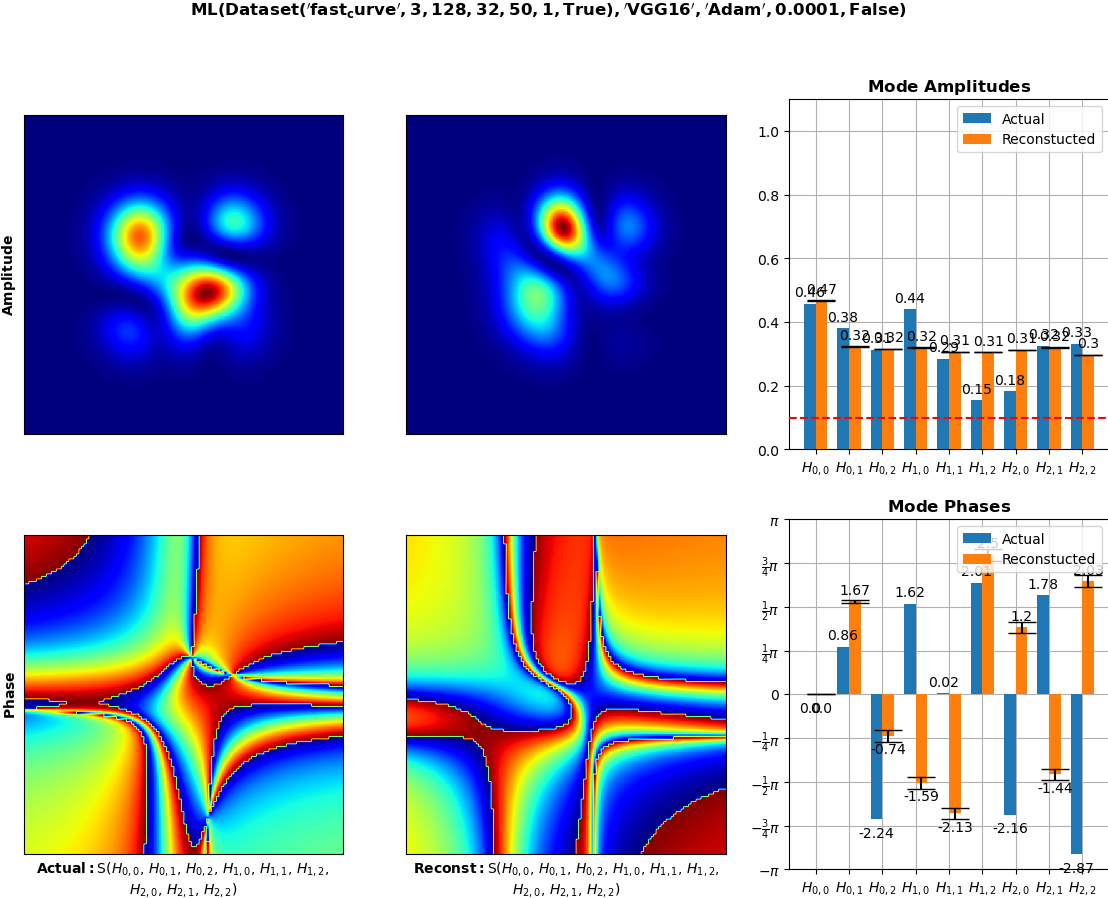 ML(Dataset('fast_curve', 3, 128, 32, 50, 1, True), 'VGG16', 'Adam', 0.0001, False)
Amplitude
Mode Amplitudes
Actual
Reconstucted
1.0
0.8
0.6
0.4
0.2
0.0
0.46 0.47 0.38 0.32 0.31 0.32 0.44 0.32 0.29 0.31 0.15 0.31 0.18 0.31 0.32 0.32 0.33 0.3
H0,0 H0,1 H0,2 H1,0 H1,1 H1,2 H2,0 H2,1 H2,2
Phase
Actual: S(H0,0, H0,1, H0,2, H1,0, H1,1, H1,2,
H2,0, H2,1, H2,2)
Reconst: S(H0,0, H0,1, H0,2, H1,0, H1,1, H1,2,
H2,0, H2,1, H2,2)
Mode Phases
Actual
Reconstucted
π
3/4π
1/2π
1/4π
0
−1/4π
−1/2π
−3/4π
−π
0.0 0.0 0.86 1.67 -2.24 -0.74 1.62 -1.59 0.02 -2.13 2.01 2.5 -2.16 1.2 1.78 -1.44 -2.87 2.03
H0,0 H0,1 H0,2 H1,0 H1,1 H1,2 H2,0 H2,1 H2,2